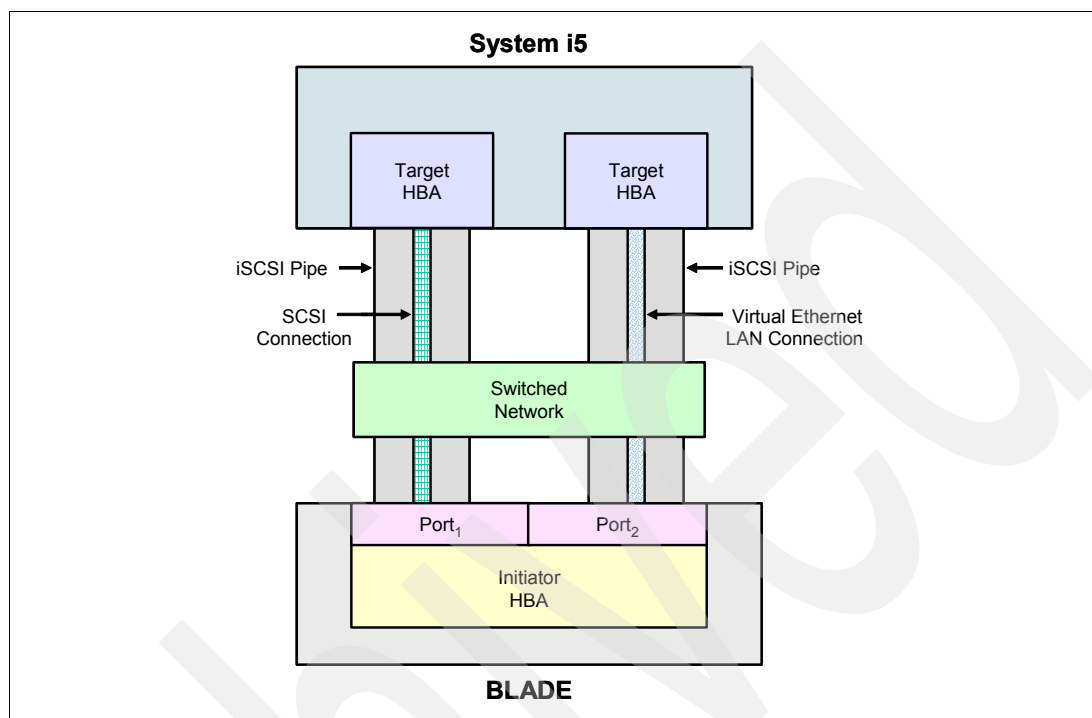 System i5
Target
HBA
Target
HBA
iSCSI Pipe
iSCSI Pipe
SCSI
Connection
Virtual Ethernet
LAN Connection
Switched
Network
Port1
Port2
Initiator
HBA
BLADE